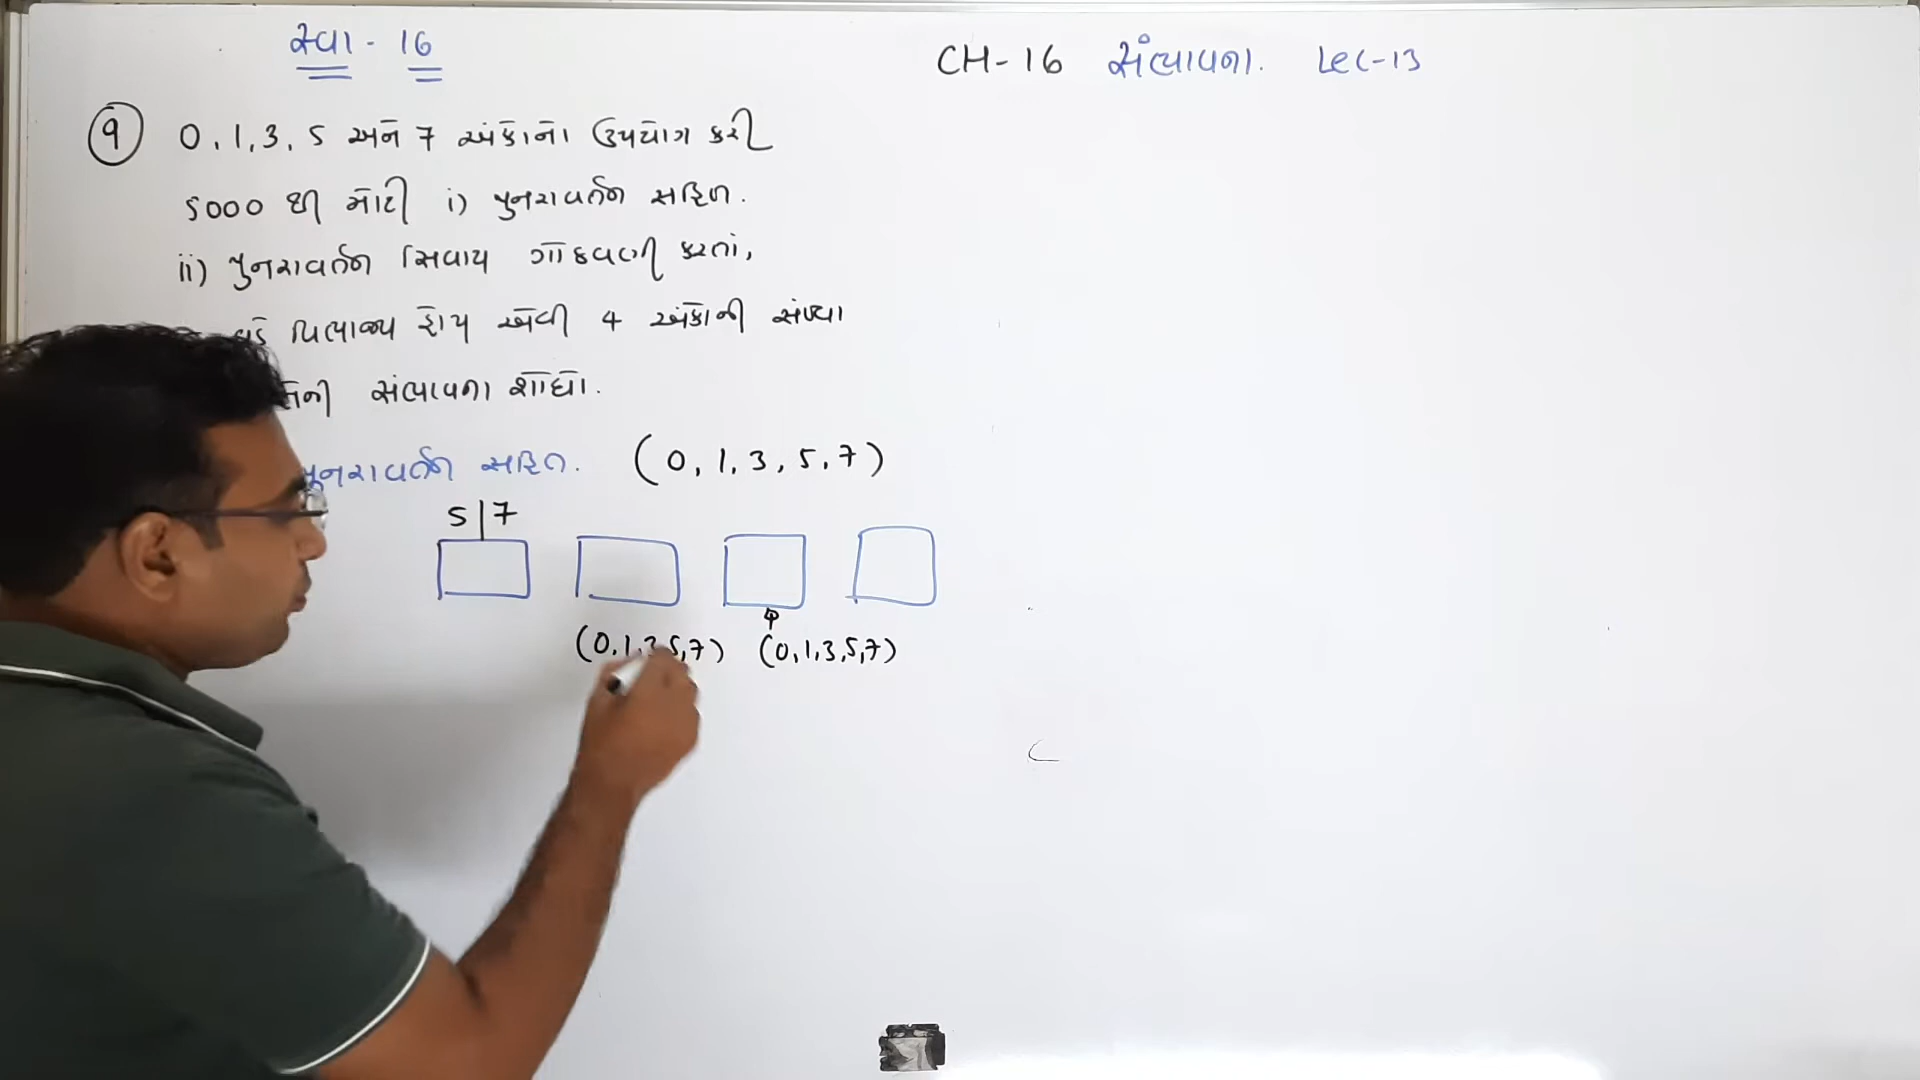 સ્વા - 16
CH-16 સંભાવના. Lec-13
9 0, 1, 3, 5 અને 7 અંકોનો ઉપયોગ કરી
5000 થી મોટી i) પુનરાવર્તન સહિત.
ii) પુનરાવર્તન સિવાય ગોઠવણી કરતાં,
વડે વિભાજ્ય હોય એવી 4 અંકોની સંખ્યા
સંભાવના શોધો.
પુનરાવર્તન સહિત. (0, 1, 3, 5, 7)
5|7
(0,1,3,5,7) (0,1,3,5,7)